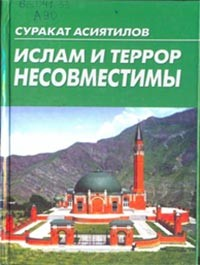 СУРАКАТ АСИЯТИЛОВ
ИСЛАМ И ТЕРРОР
НЕСОВМЕСТИМЫ